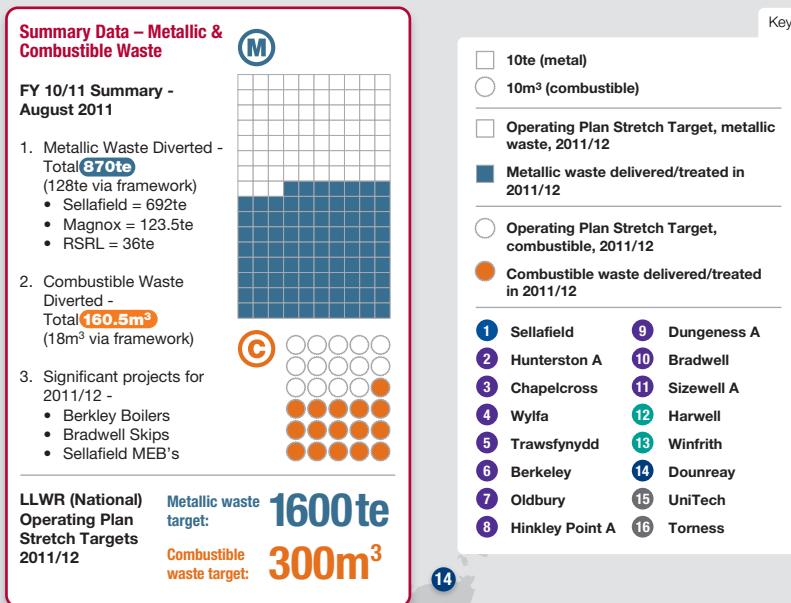 Summary Data – Metallic &
Combustible Waste
M
FY 10/11 Summary -
August 2011
1. Metallic Waste Diverted -
Total 870te
(128te via framework)
• Sellafield = 692te
• Magnox = 123.5te
• RSRL = 36te
2. Combustible Waste
Diverted -
Total 160.5m³
(18m³ via framework)
C
3. Significant projects for
2011/12 -
• Berkley Boilers
• Bradwell Skips
• Sellafield MEB's
LLWR (National)
Operating Plan
Stretch Targets
2011/12
Metallic waste
target:
1600te
Combustible
waste target:
300m³
Key
10te (metal)
10m³ (combustible)
Operating Plan Stretch Target, metallic
waste, 2011/12
Metallic waste delivered/treated in
2011/12
Operating Plan Stretch Target,
combustible, 2011/12
Combustible waste delivered/treated
in 2011/12
1 Sellafield
2 Hunterston A
3 Chapelcross
4 Wylfa
5 Trawsfynydd
6 Berkeley
7 Oldbury
8 Hinkley Point A
9 Dungeness A
10 Bradwell
11 Sizewell A
12 Harwell
13 Winfrith
14 Dounreay
15 UniTech
16 Torness
14